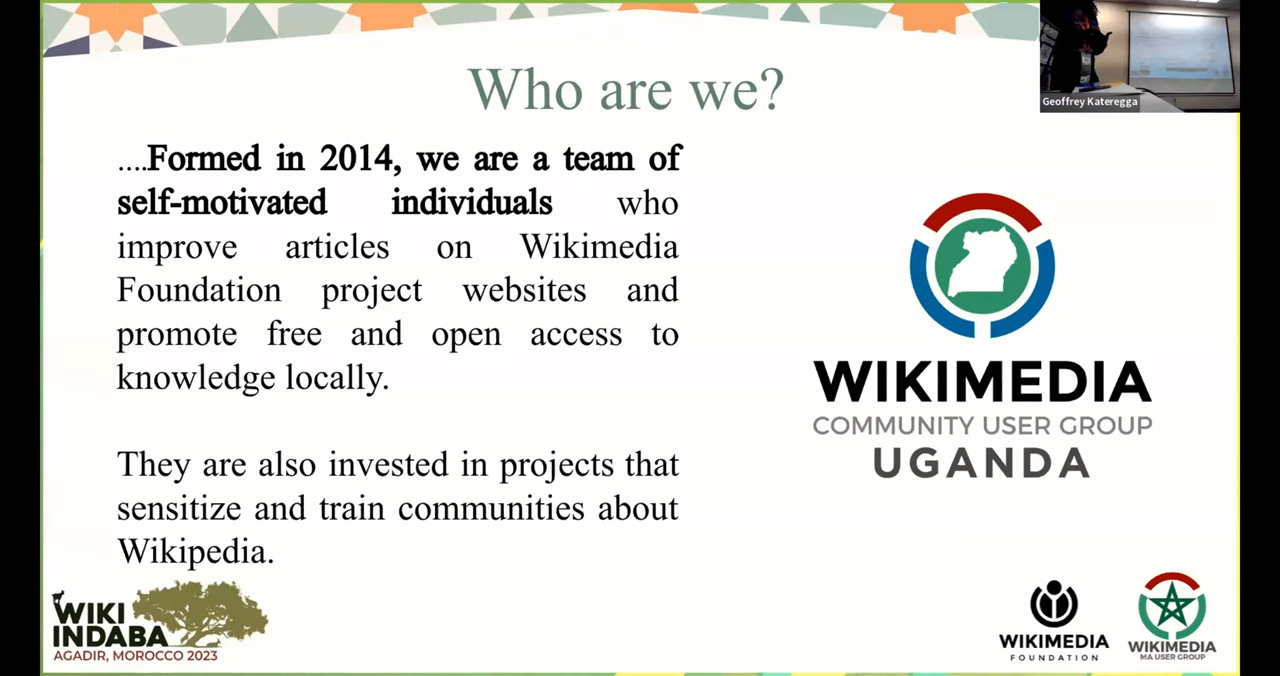 Who are we?
Geoffrey Kateregga
....Formed in 2014, we are a team of
self-motivated individuals who
improve articles on Wikimedia
Foundation project websites and
promote free and open access to
knowledge locally.
They are also invested in projects that
sensitize and train communities about
Wikipedia.
WIKIMEDIA
COMMUNITY USER GROUP
UGANDA
WIKI
INDABA
AGADIR, MOROCCO 2023
WIKIMEDIA
FOUNDATION
WIKIMEDIA
MA USER GROUP